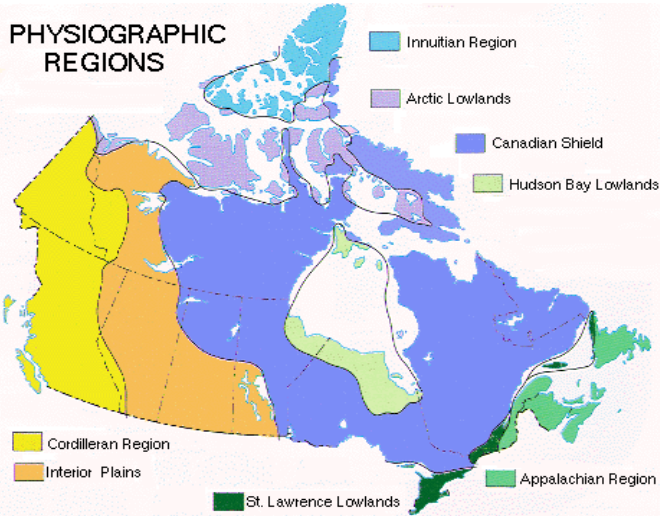 PHYSIOGRAPHIC
REGIONS
Innuitian Region
Arctic Lowlands
Canadian Shield
Hudson Bay Lowlands
Cordilleran Region
Interior Plains
St. Lawrence Lowlands
Appalachian Region